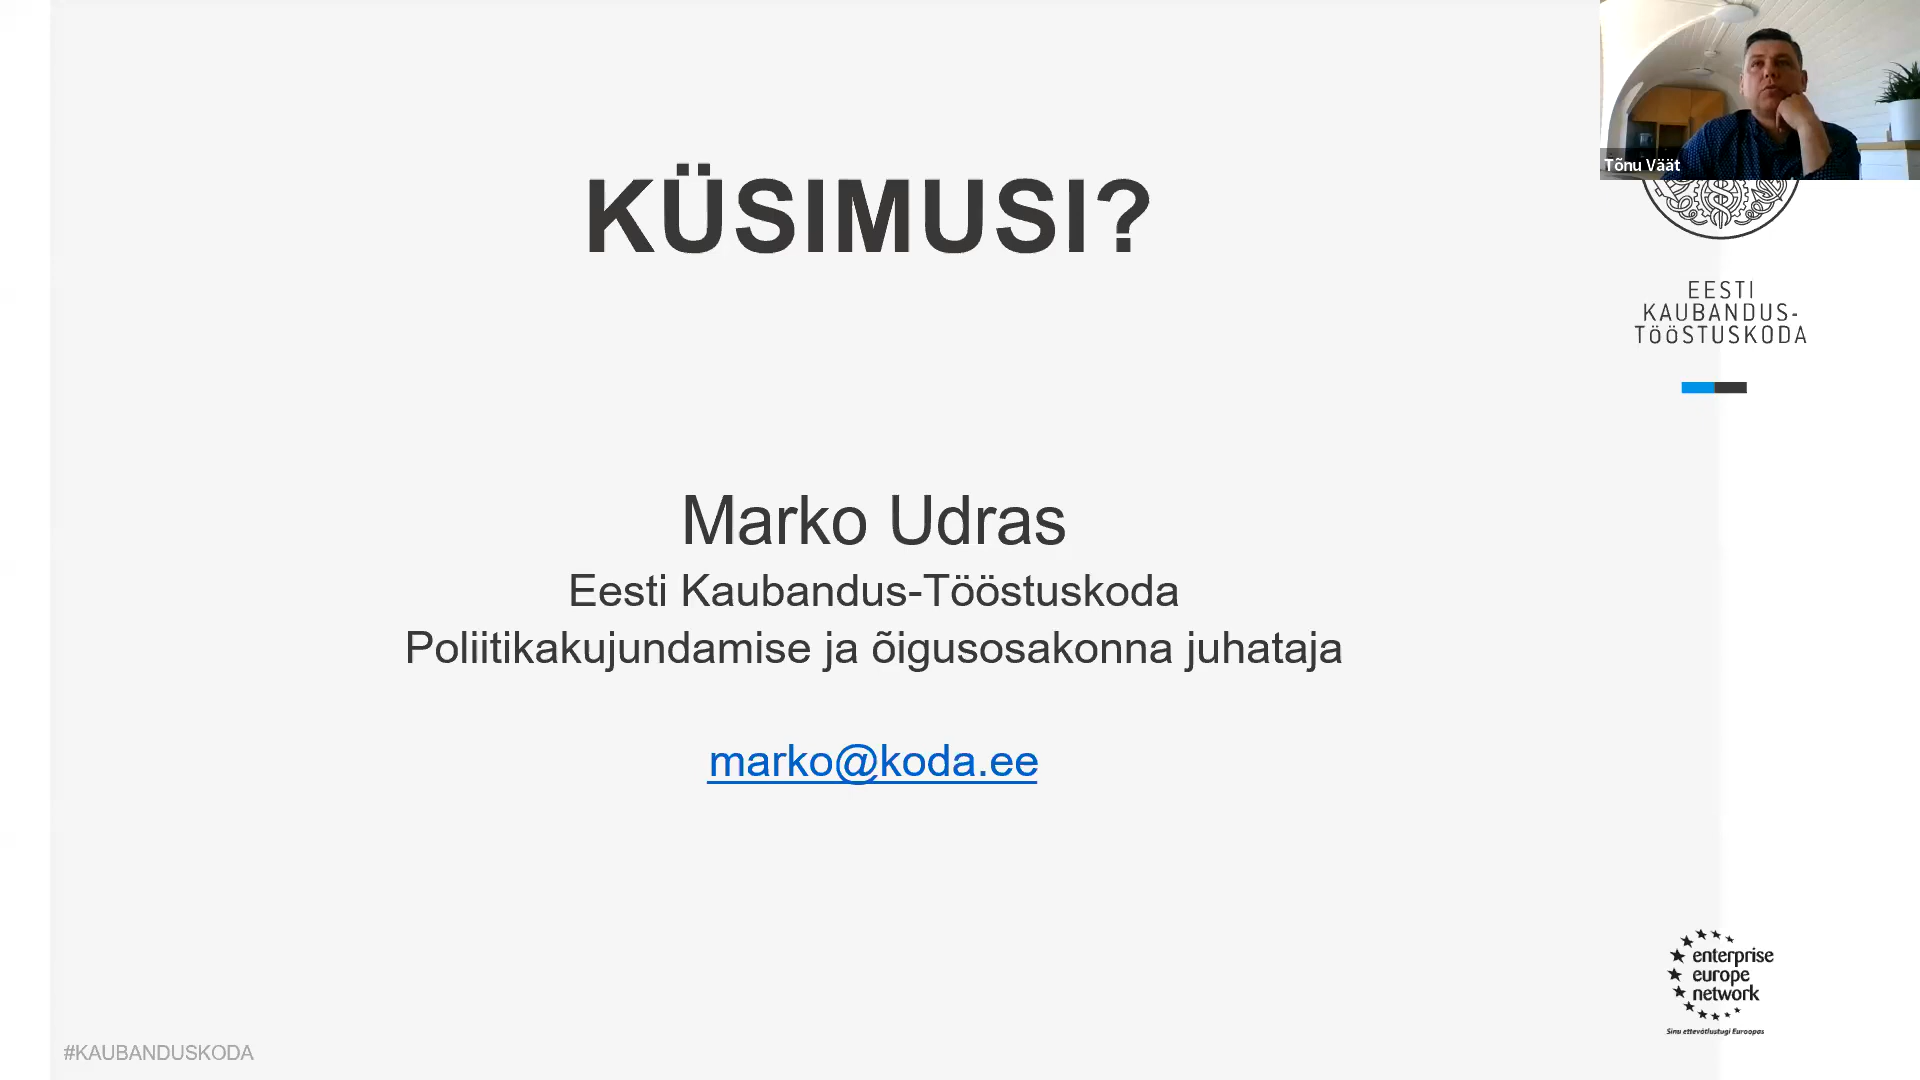 KÜSIMUSI?
Tõnu Väät
EESTI
KAUBANDUS-
TÖÖSTUSKODA
Marko Udras
Eesti Kaubandus-Tööstuskoda
Poliitikakujundamise ja õigusosakonna juhataja
marko@koda.ee
enterprise
europe
network
Sinu ettevõtlustugi Euroopas
#KAUBANDUSKODA